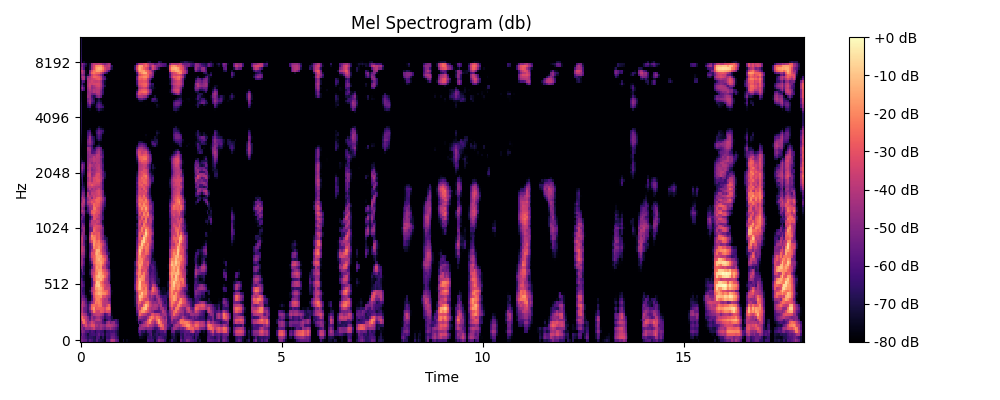 Mel Spectrogram (db)
8192
4096
2048
1024
512
0
Hz
0
5
10
15
Time
+0 dB
-10 dB
-20 dB
-30 dB
-40 dB
-50 dB
-60 dB
-70 dB
-80 dB